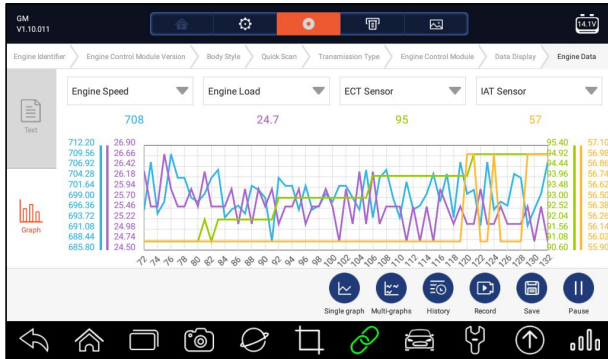 GM
V1.10.011
14.1V
Engine Identifier
Engine Control Module Version
Body Style
Quick Scan
Transmission Type
Engine Control Module
Data Display
Engine Data
Text
Graph
Engine Speed
Engine Load
ECT Sensor
IAT Sensor
708
24.7
95
57
712.20 26.90 95.40 57.10
709.56 26.66 94.92 56.98
706.92 26.42 94.44 56.86
704.28 26.18 93.96 56.74
701.64 25.94 93.48 56.62
699.00 25.70 93.00 56.50
696.36 25.46 92.52 56.38
693.72 25.22 92.04 56.26
691.08 24.98 91.56 56.14
688.44 24.74 91.08 56.02
685.80 24.50 90.60 55.90
72 74 76 78 80 82 84 86 88 90 92 94 96 98 100 102 104 106 108 110 112 114 116 118 120 122 124 126 128 130 132
Single graph
Multi-graphs
History
Record
Save
Pause